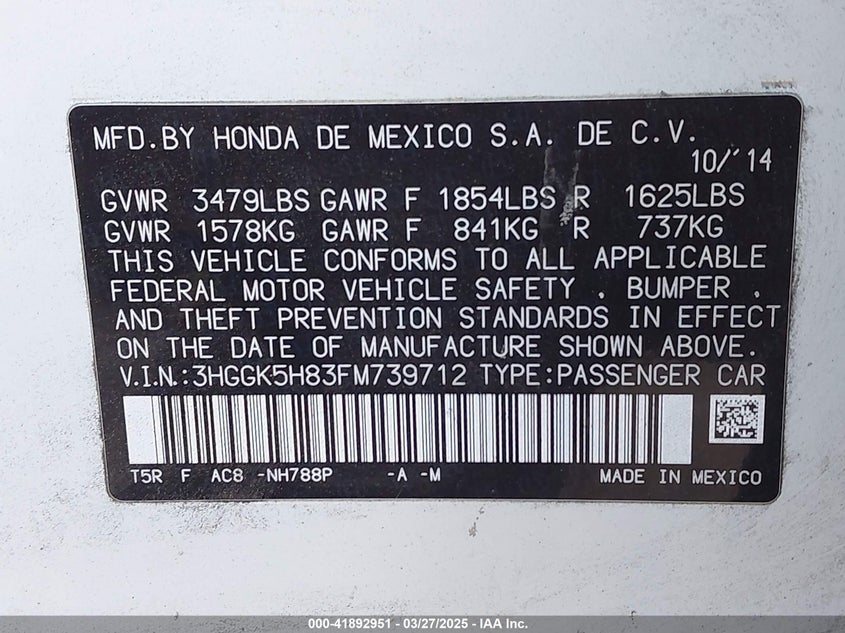 MFD.BY HONDA DE MEXICO S.A. DE C.V.
10/'14
GVWR 3479LBS GAWR F 1854LBS R 1625LBS
GVWR 1578KG GAWR F 841KG R 737KG
THIS VEHICLE CONFORMS TO ALL APPLICABLE
FEDERAL MOTOR VEHICLE SAFETY , BUMPER ,
AND THEFT PREVENTION STANDARDS IN EFFECT
ON THE DATE OF MANUFACTURE SHOWN ABOVE.
V.I.N.:3HGGK5H83FM739712 TYPE:PASSENGER CAR
T5R F AC8 -NH788P -A -M MADE IN MEXICO
000-41892951 | 03/27/2025 | IAA Inc.